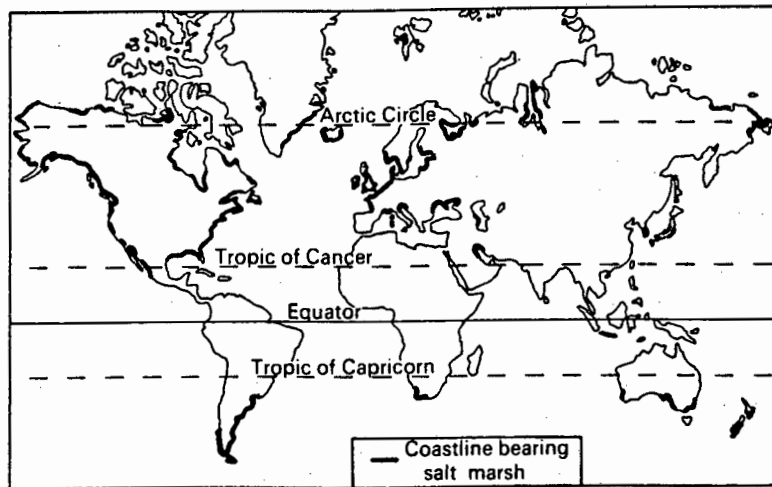 Arctic Circle
Tropic of Cancer
Equator
Tropic of Capricorn
Coastline bearing
salt marsh